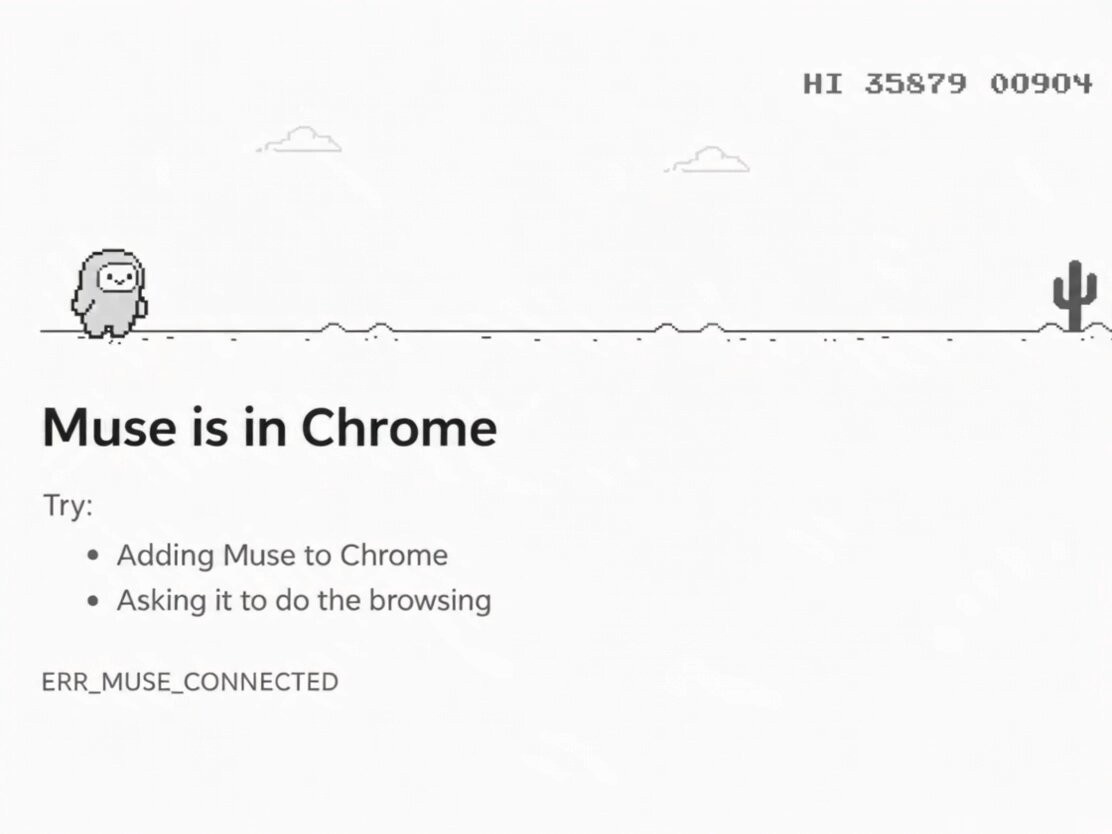 HI 35879 00904
Muse is in Chrome
Try:
• Adding Muse to Chrome
• Asking it to do the browsing
ERR_MUSE_CONNECTED